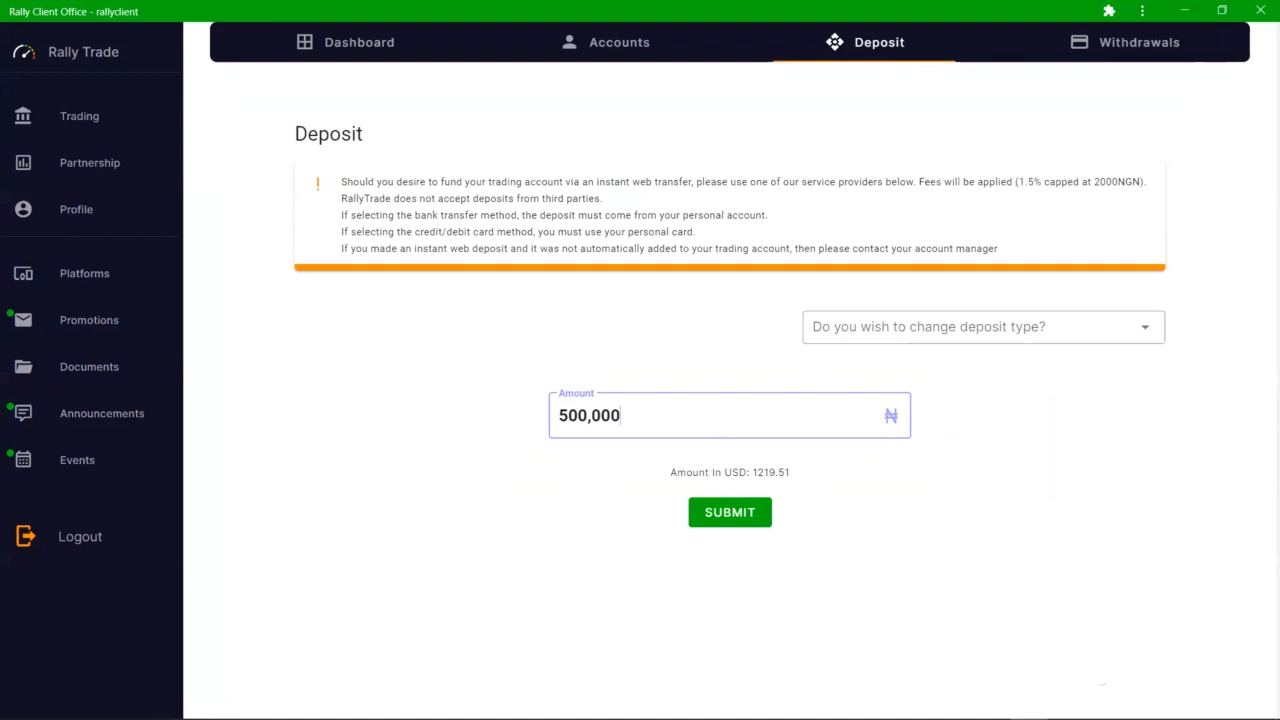 Rally Client Office - rallyclient
Rally Trade
Dashboard
Accounts
Deposit
Withdrawals
Trading
Partnership
Profile
Platforms
Promotions
Documents
Announcements
Events
Logout
Deposit
! Should you desire to fund your trading account via an instant web transfer, please use one of our service providers below. Fees will be applied (1.5% capped at 2000NGN).
RallyTrade does not accept deposits from third parties.
If selecting the bank transfer method, the deposit must come from your personal account.
If selecting the credit/debit card method, you must use your personal card.
If you made an instant web deposit and it was not automatically added to your trading account, then please contact your account manager
Do you wish to change deposit type?
Amount
500,000 ₦
Amount In USD: 1219.51
SUBMIT